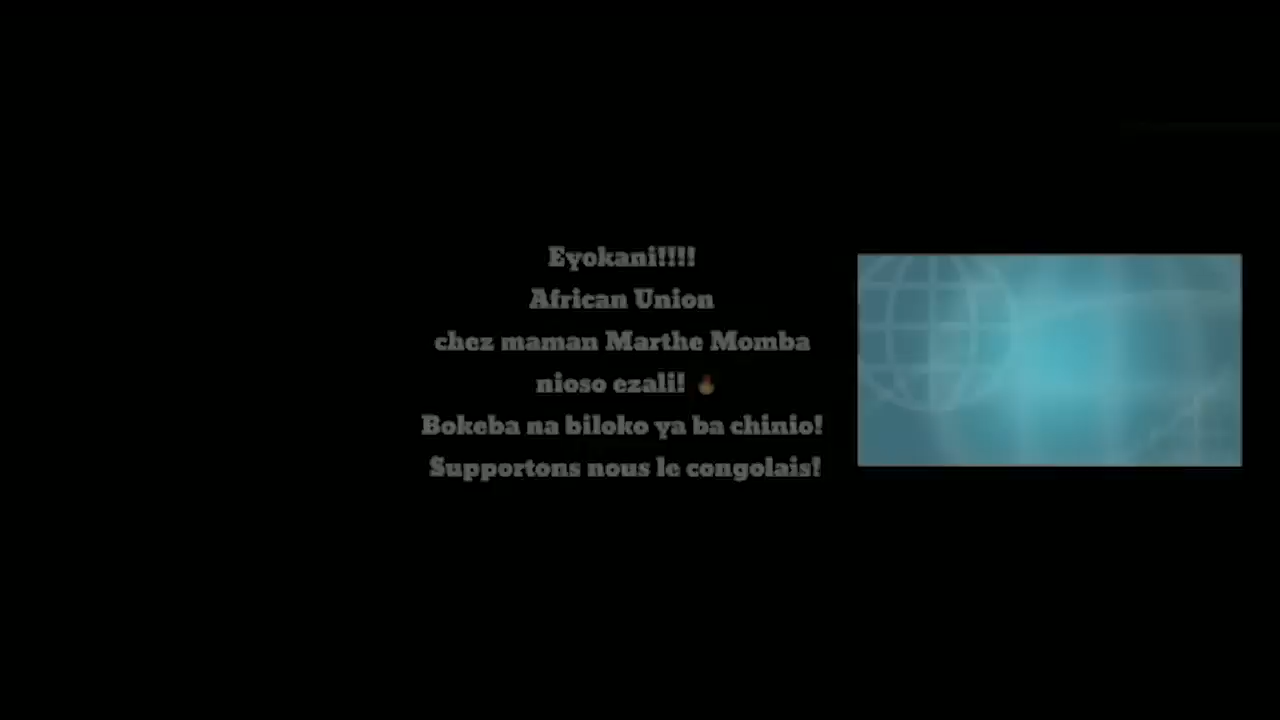 Eyokani!!!!
African Union
chez maman Marthe Momba
nioso ezali! 🔥
Bokeba na biloko ya ba chinio!
Supportons nous le congolais!